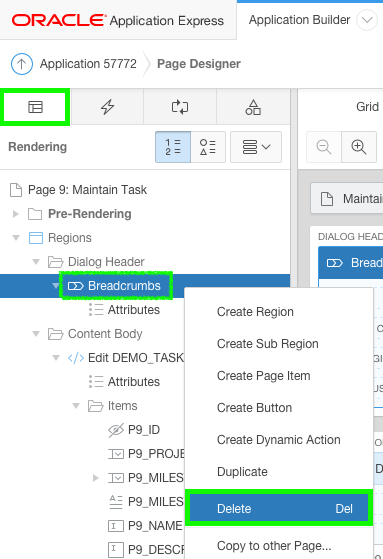 ORACLE Application Express
Application Builder
Application 57772
Page Designer
Grid
Rendering
Page 9: Maintain Task
Maintain
Pre-Rendering
Regions
DIALOG HEAD
Dialog Header
Breadcrumbs
Bread
Attributes
Create Region
Content Body
Create Sub Region
Edit DEMO_TASK
Create Page Item
Attributes
Create Button
Items
P9_ID
Create Dynamic Action
P9_PROJE
Duplicate
P9_MILES
P9_MILES
Delete Del
P9_NAME
P9_DESCR
Copy to other Page...